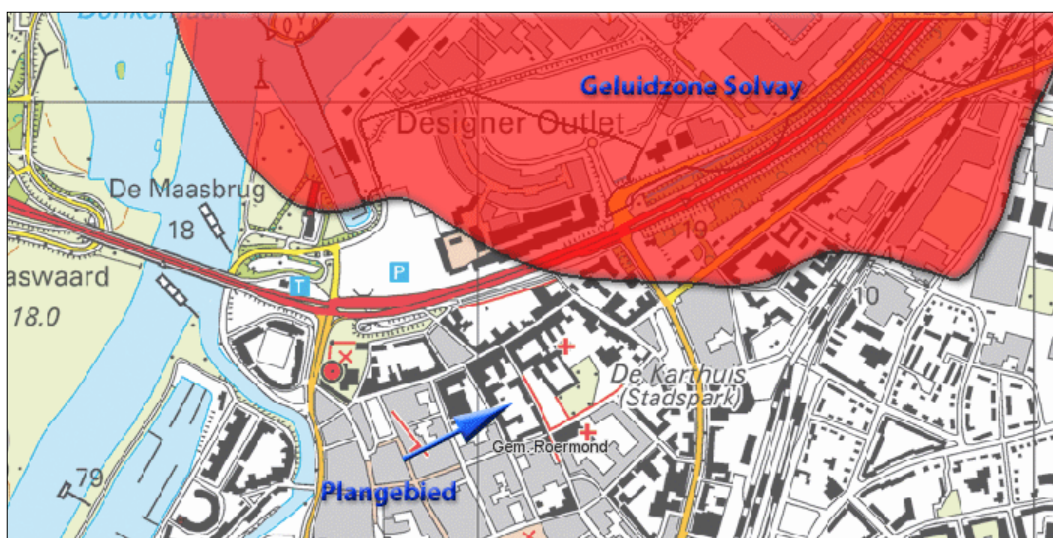 Geluidzone Solvay
Designer Outlet
De Maasbrug
18
19
aswaard
18.0
P
T
10
De Karthuis
(Stadspark)
Gem. Roermond
79
Plangebied